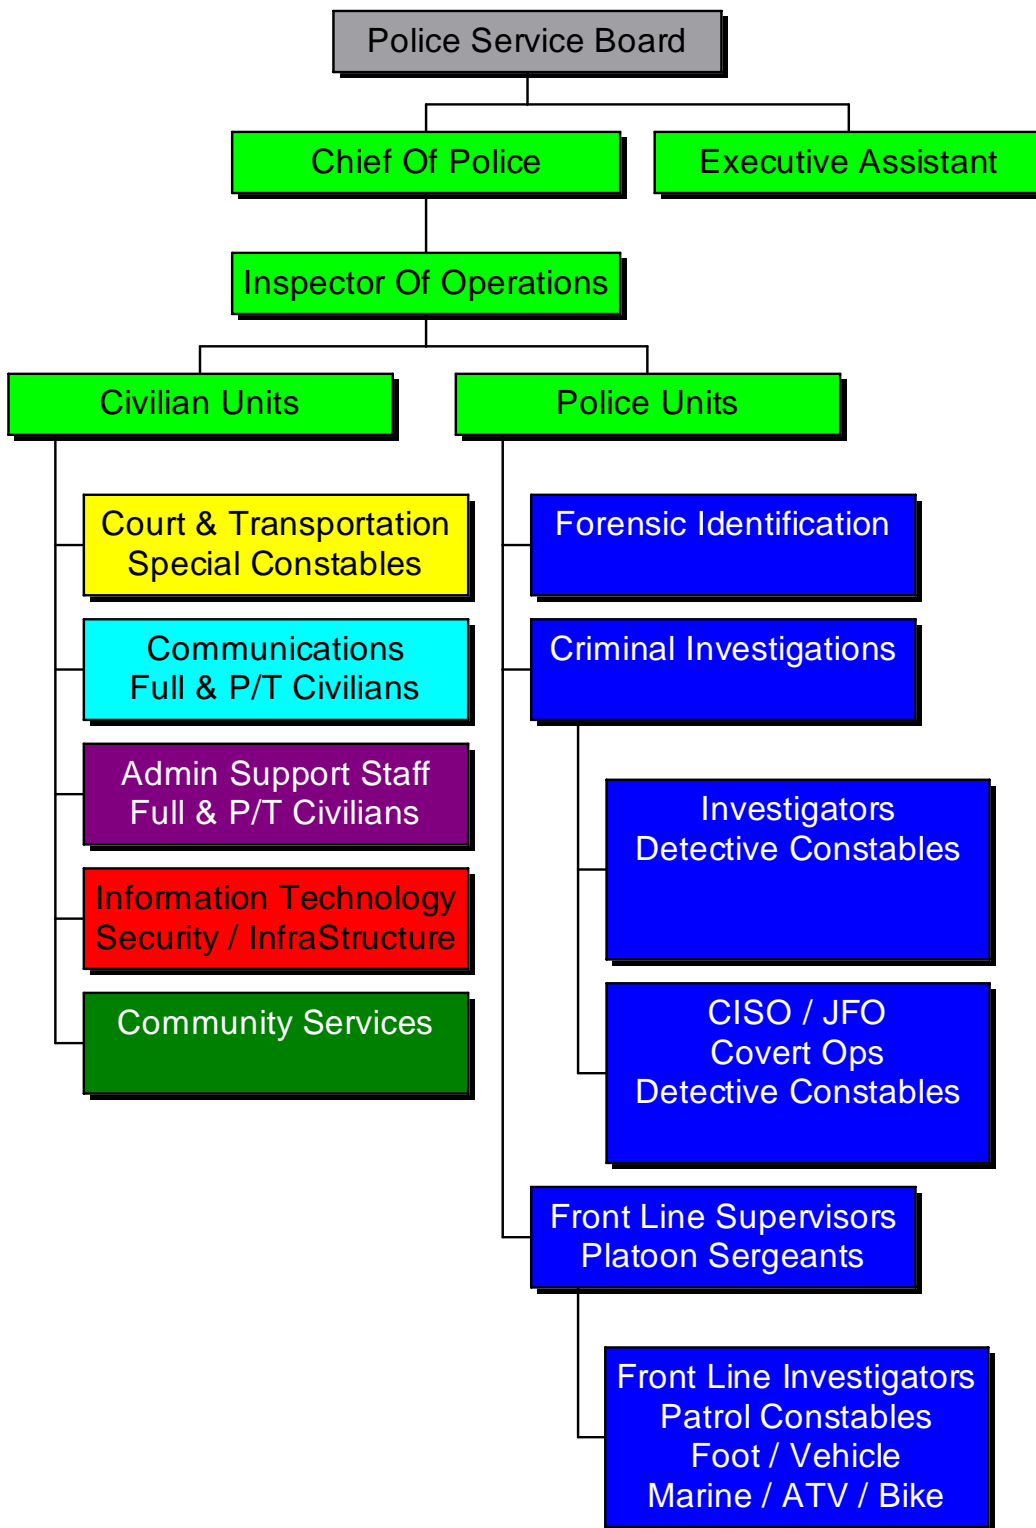 Police Service Board
Chief Of Police
Executive Assistant
Inspector Of Operations
Civilian Units
Police Units
Court & Transportation
Special Constables
Communications
Full & P/T Civilians
Admin Support Staff
Full & P/T Civilians
Information Technology
Security / InfraStructure
Community Services
Forensic Identification
Criminal Investigations
Investigators
Detective Constables
CISO / JFO
Covert Ops
Detective Constables
Front Line Supervisors
Platoon Sergeants
Front Line Investigators
Patrol Constables
Foot / Vehicle
Marine / ATV / Bike